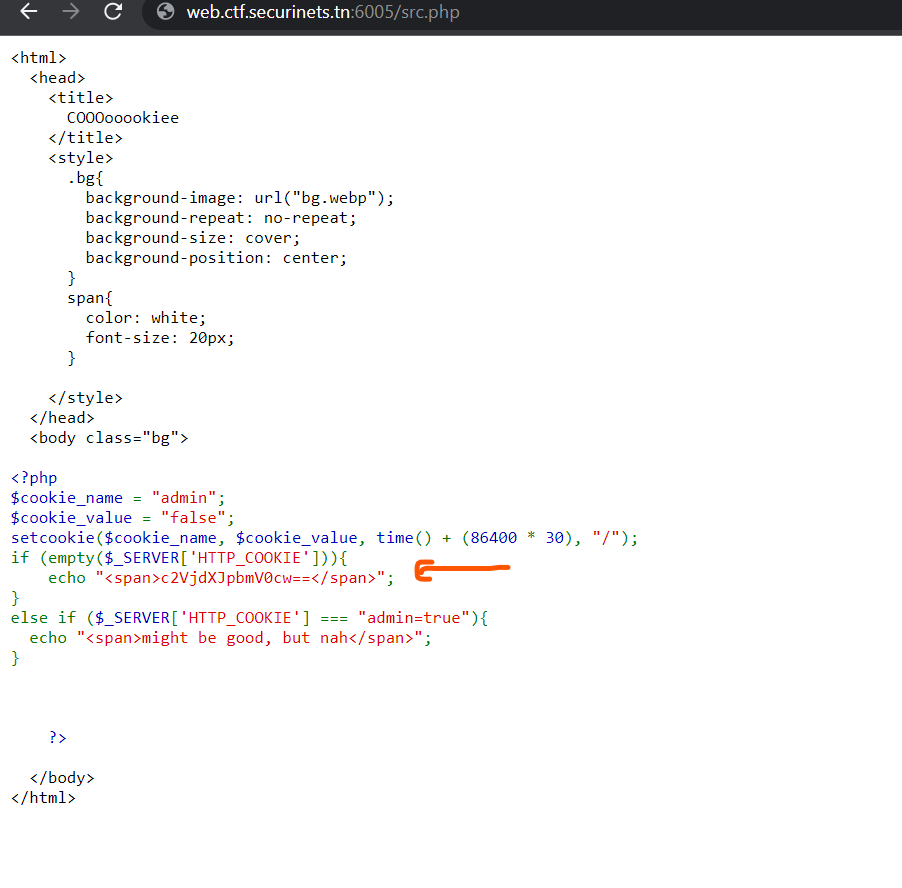 web.ctf.securinets.tn:6005/src.php
<html>
<head>
<title>
COOOooookiee
</title>
<style>
.bg{
background-image: url("bg.webp");
background-repeat: no-repeat;
background-size: cover;
background-position: center;
}
span{
color: white;
font-size: 20px;
}
</style>
</head>
<body class="bg">
<?php
$cookie_name = "admin";
$cookie_value = "false";
setcookie($cookie_name, $cookie_value, time() + (86400 * 30), "/");
if (empty($_SERVER['HTTP_COOKIE'])){
echo "<span>c2VjdXJpbmV0cw==</span>";
}
else if ($_SERVER['HTTP_COOKIE'] === "admin=true"){
echo "<span>might be good, but nah</span>";
}
?>
</body>
</html>